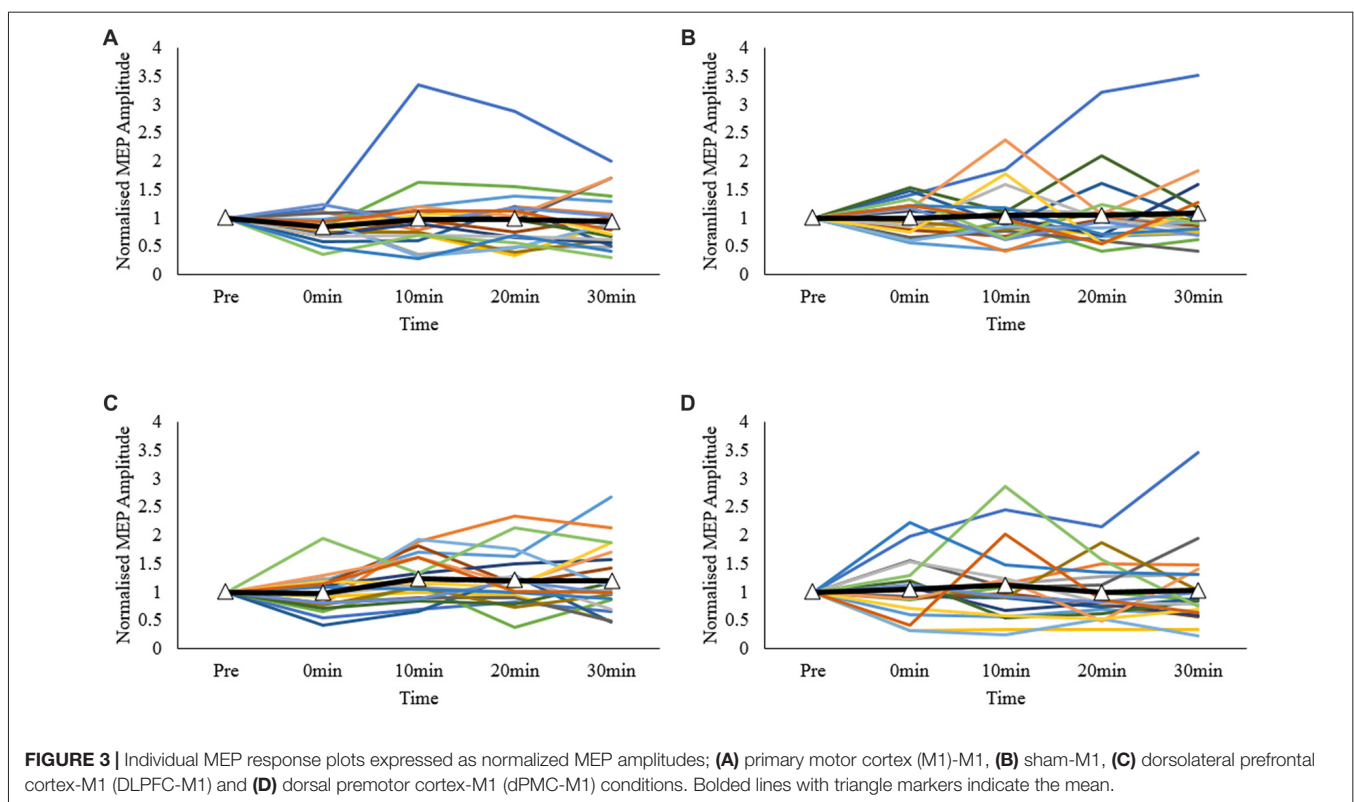 A
Normalised MEP Amplitude
4
3.5
3
2.5
2
1.5
1
0.5
0
Pre 0min 10min 20min 30min
Time
B
Noramlised MEP Amplitude
4
3.5
3
2.5
2
1.5
1
0.5
0
Pre 0min 10min 20min 30min
Time
C
Normalised MEP Amplitude
4
3.5
3
2.5
2
1.5
1
0.5
0
Pre 0min 10min 20min 30min
Time
D
Normalised MEP Amplitude
4
3.5
3
2.5
2
1.5
1
0.5
0
Pre 0min 10min 20min 30min
Time
FIGURE 3 | Individual MEP response plots expressed as normalized MEP amplitudes; (A) primary motor cortex (M1)-M1, (B) sham-M1, (C) dorsolateral prefrontal
cortex-M1 (DLPFC-M1) and (D) dorsal premotor cortex-M1 (dPMC-M1) conditions. Bolded lines with triangle markers indicate the mean.